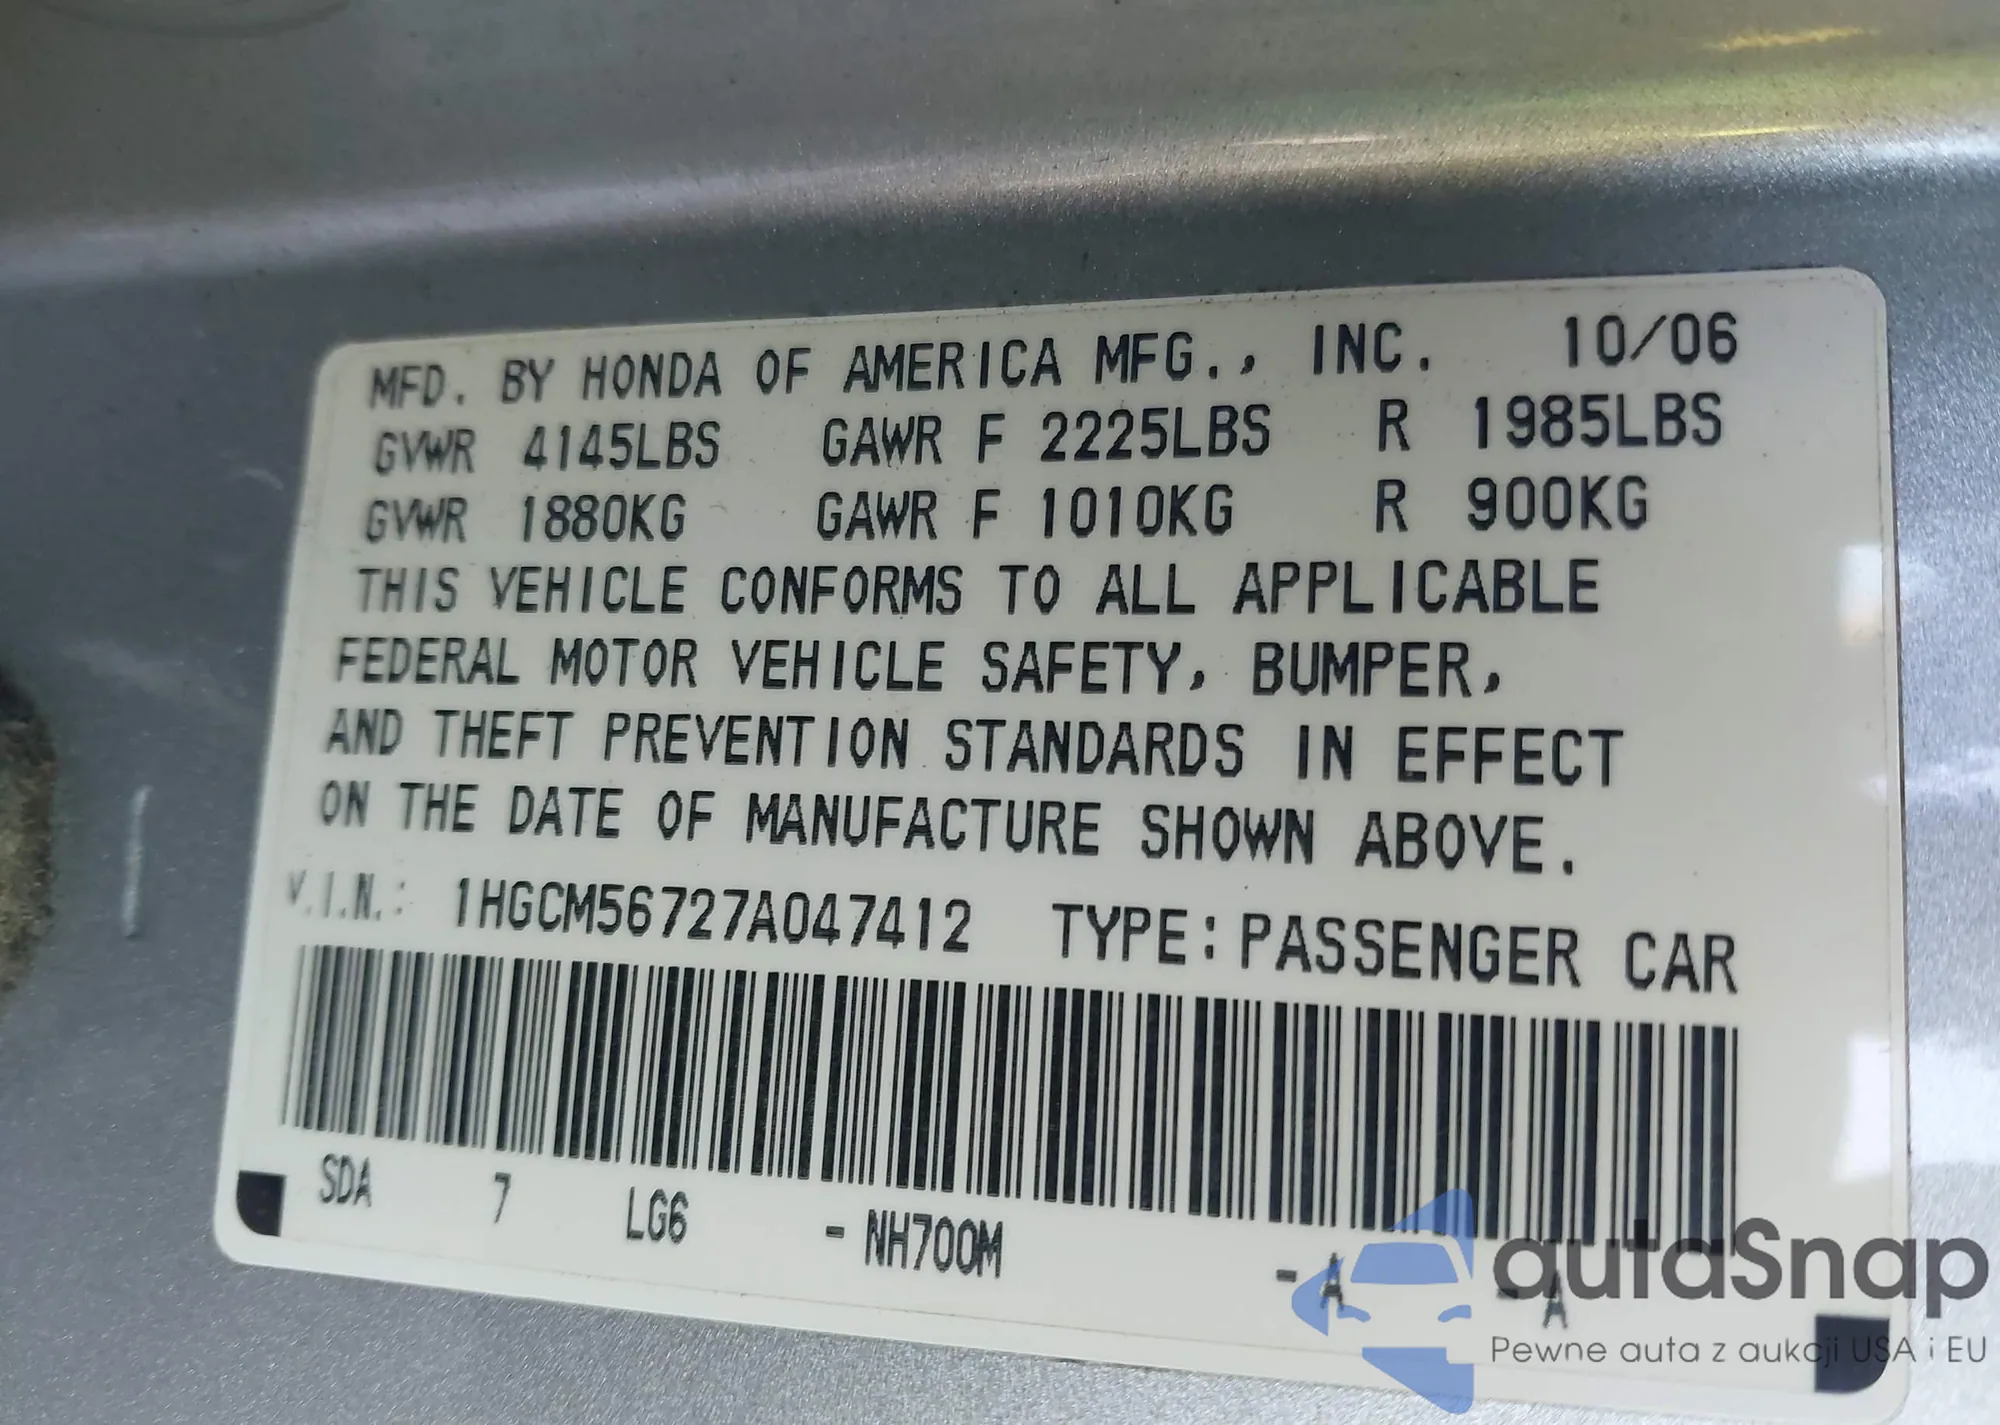 MFD. BY HONDA OF AMERICA MFG., INC. 10/06
GVWR 4145LBS GAWR F 2225LBS R 1985LBS
GVWR 1880KG GAWR F 1010KG R 900KG
THIS VEHICLE CONFORMS TO ALL APPLICABLE
FEDERAL MOTOR VEHICLE SAFETY, BUMPER,
AND THEFT PREVENTION STANDARDS IN EFFECT
ON THE DATE OF MANUFACTURE SHOWN ABOVE.
V.I.N.: 1HGCM56727A047412 TYPE: PASSENGER CAR
SDA 7 LG6 - NH700M - A - A
autaSnap
Pewne auta z aukcji USA i EU